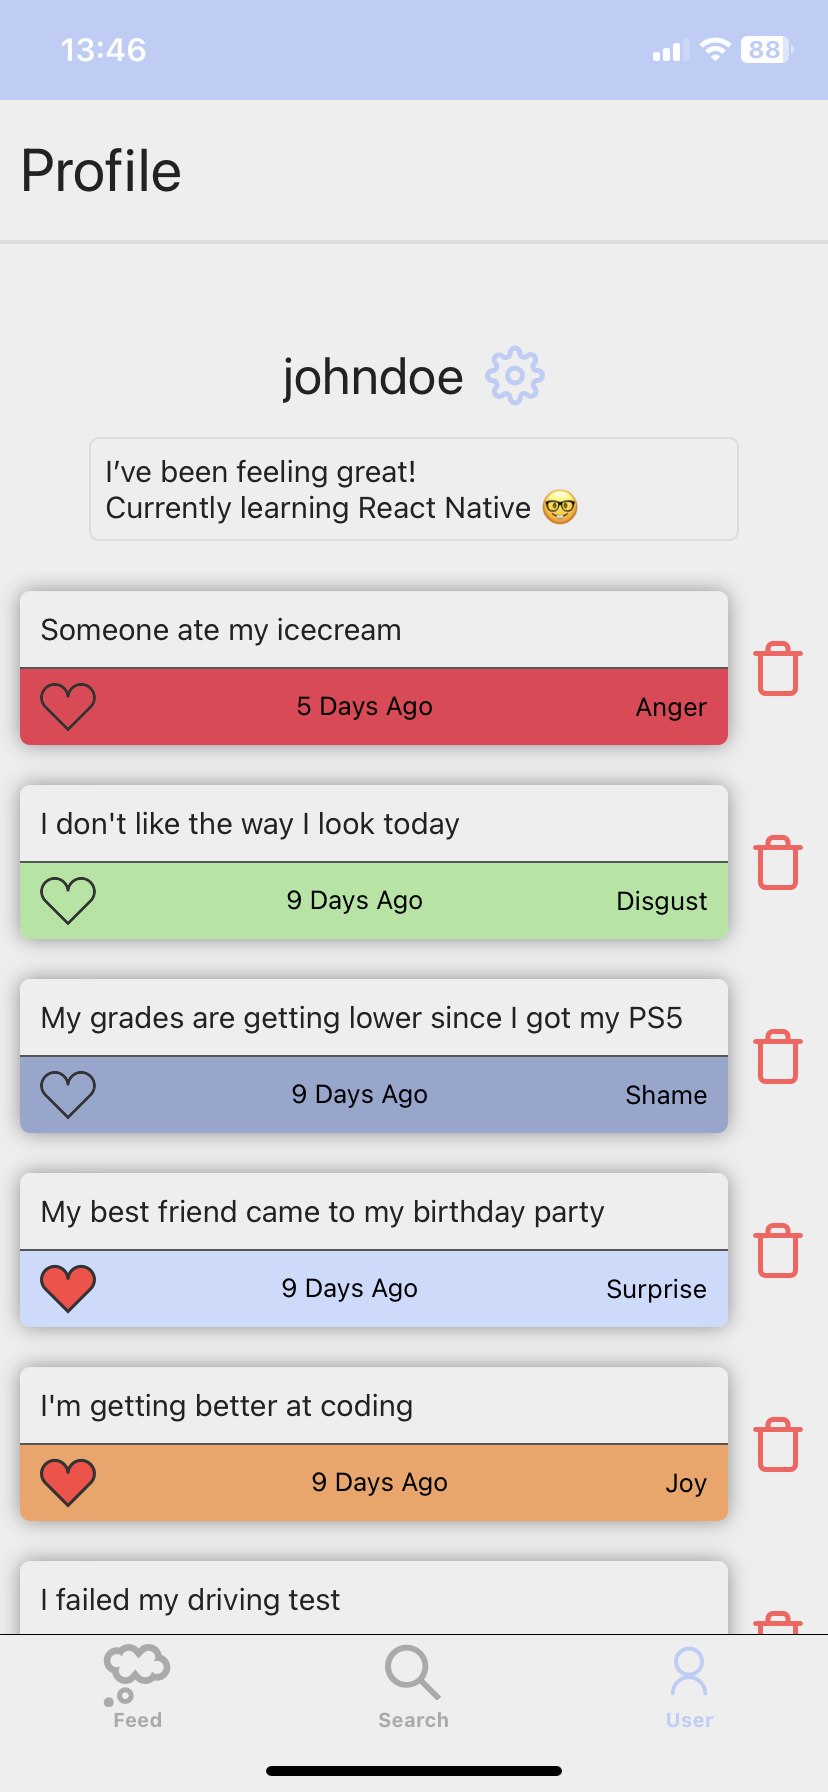 13:46
88
Profile
johndoe
I’ve been feeling great!
Currently learning React Native 🤓
Someone ate my icecream
5 Days Ago Anger
I don't like the way I look today
9 Days Ago Disgust
My grades are getting lower since I got my PS5
9 Days Ago Shame
My best friend came to my birthday party
9 Days Ago Surprise
I'm getting better at coding
9 Days Ago Joy
I failed my driving test
Feed Search User